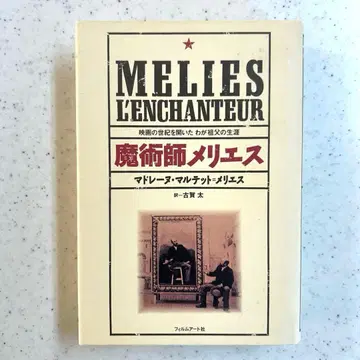 MELIES
L'ENCHANTEUR
映画の世紀を開いた わが祖父の生涯
魔術師メリエス
マドレーヌ・マルテット=メリエス
訳―古賀 太
フィルムアート社